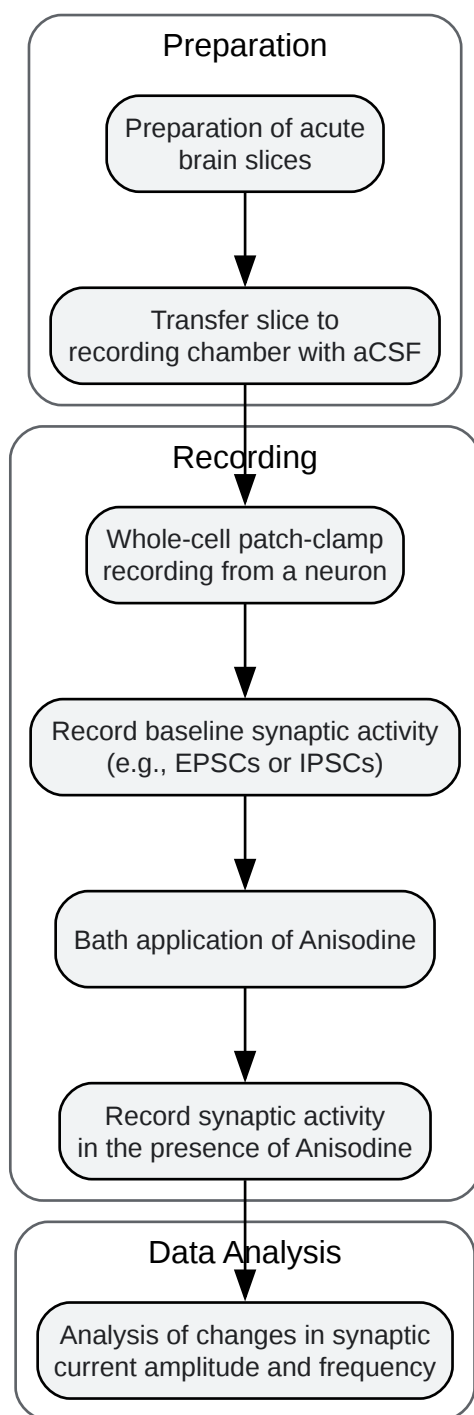 Preparation
Preparation of acute
brain slices
Transfer slice to
recording chamber with aCSF
Recording
Whole-cell patch-clamp
recording from a neuron
Record baseline synaptic activity
(e.g., EPSCs or IPSCs)
Bath application of Anisodine
Record synaptic activity
in the presence of Anisodine
Data Analysis
Analysis of changes in synaptic
current amplitude and frequency